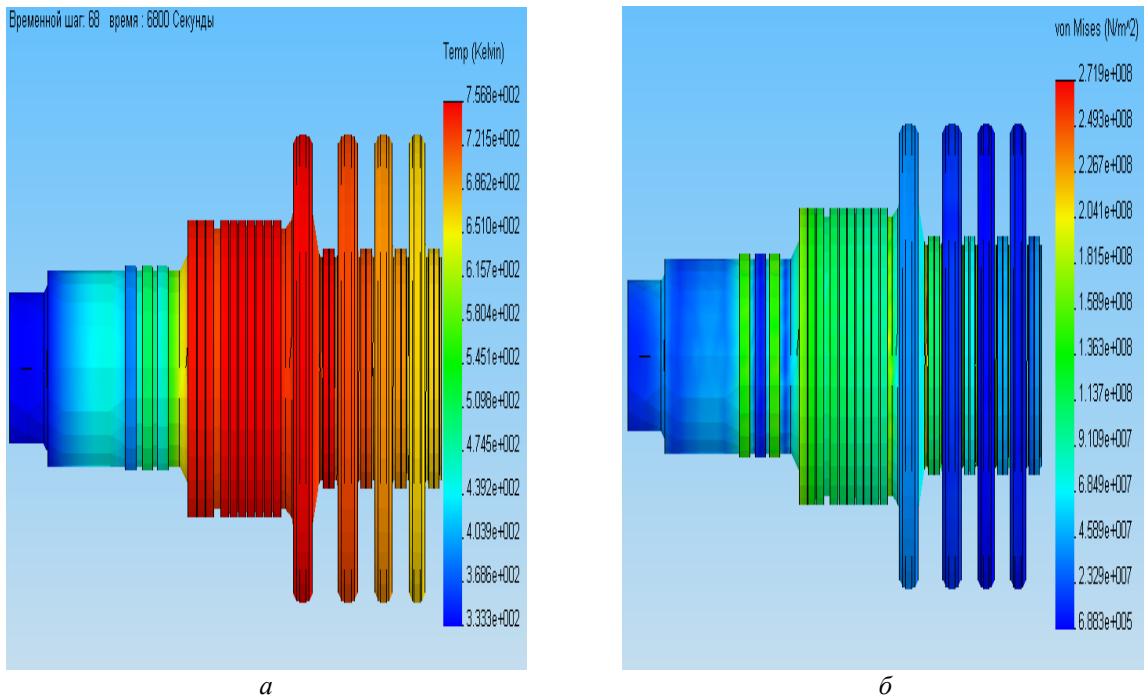 Временной шаг: 68 время : 6800 Секунды
Temp (Kelvin)
7.568e+002
7.215e+002
6.862e+002
6.510e+002
6.157e+002
5.804e+002
5.451e+002
5.098e+002
4.745e+002
4.392e+002
4.039e+002
3.686e+002
3.333e+002
а
von Mises (N/m^2)
2.719e+008
2.493e+008
2.267e+008
2.041e+008
1.815e+008
1.589e+008
1.363e+008
1.137e+008
9.109e+007
6.849e+007
4.589e+007
2.329e+007
6.883e+005
б